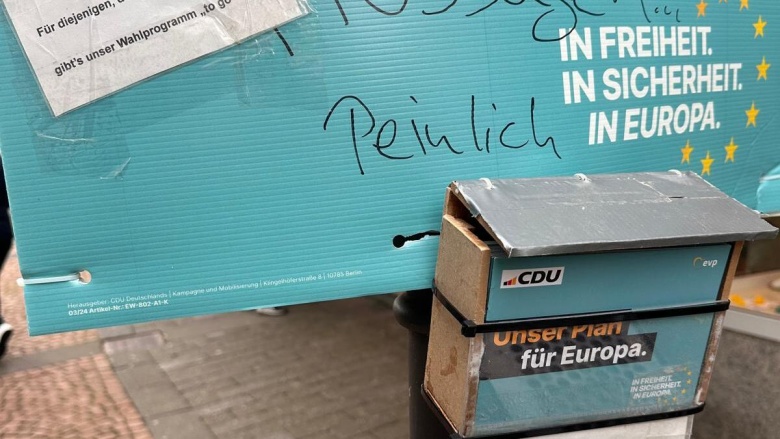 Für diejenigen, d
gibt's unser Wahlprogramm „to go
IN FREIHEIT.
IN SICHERHEIT.
IN EUROPA.
Peinlich
Herausgeber: CDU Deutschlands | Kampagne und Mobilisierung | Klingelhöferstraße 8 | 10785 Berlin
03/24 Artikel-Nr.: EW-802-A1-K
CDU
evp
Unser Plan
für Europa.
IN FREIHEIT.
IN SICHERHEIT.
IN EUROPA.